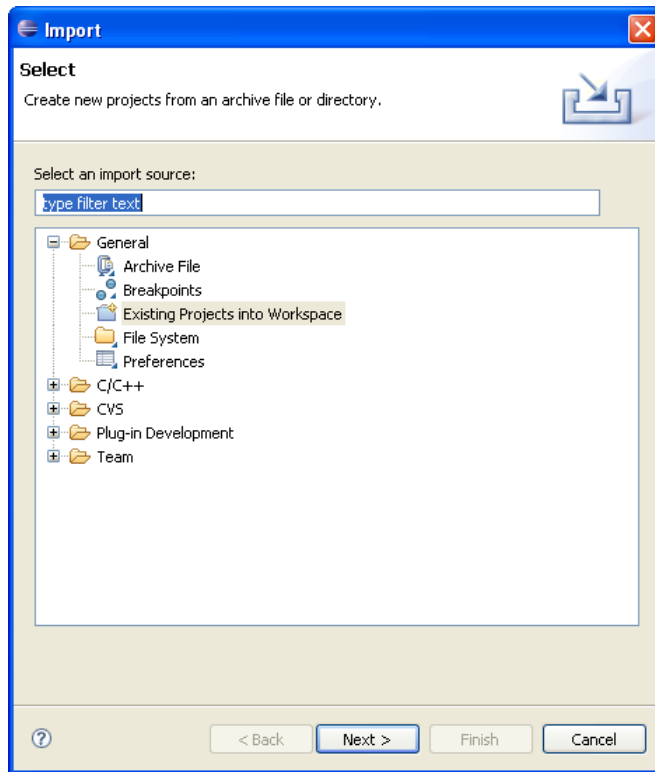 Import
Select
Create new projects from an archive file or directory.
Select an import source:
type filter text
General
Archive File
Breakpoints
Existing Projects into Workspace
File System
Preferences
C/C++
CVS
Plug-in Development
Team
? < Back Next > Finish Cancel